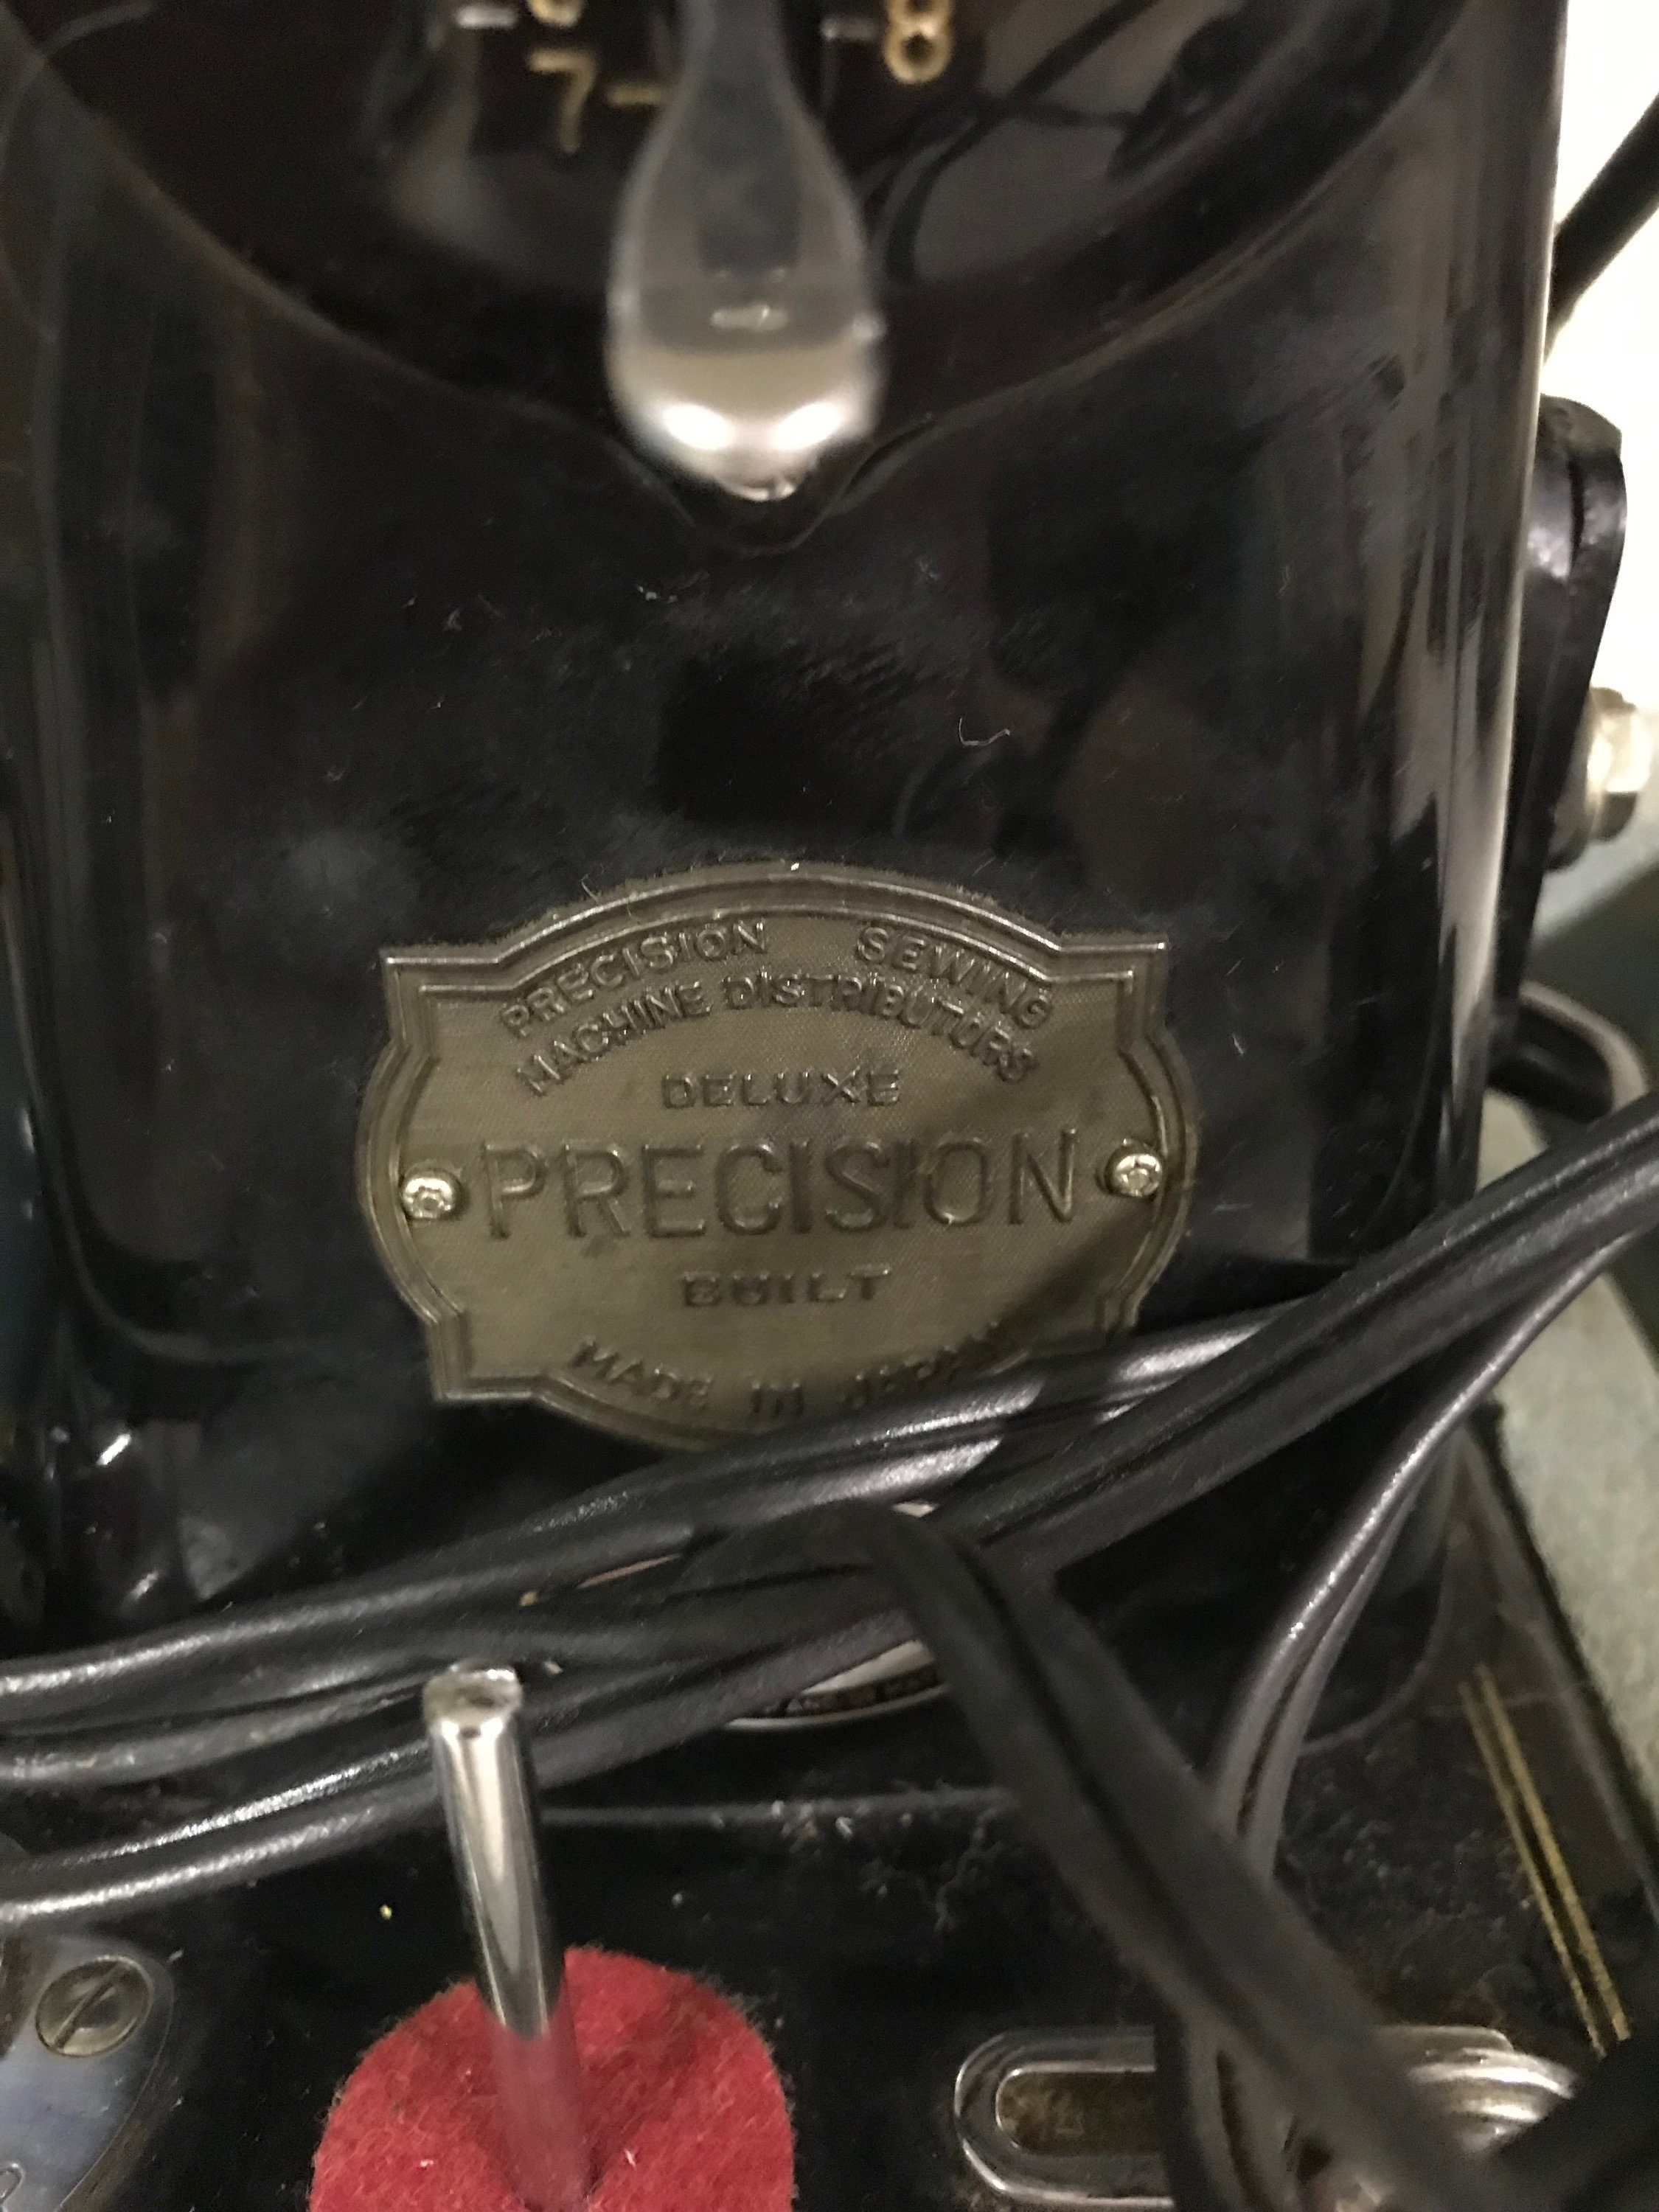 7-
-8
PRECISION SEWING
MACHINE DISTRIBUTORS
DELUXE
PRECISION
BUILT
MADE IN JAPAN